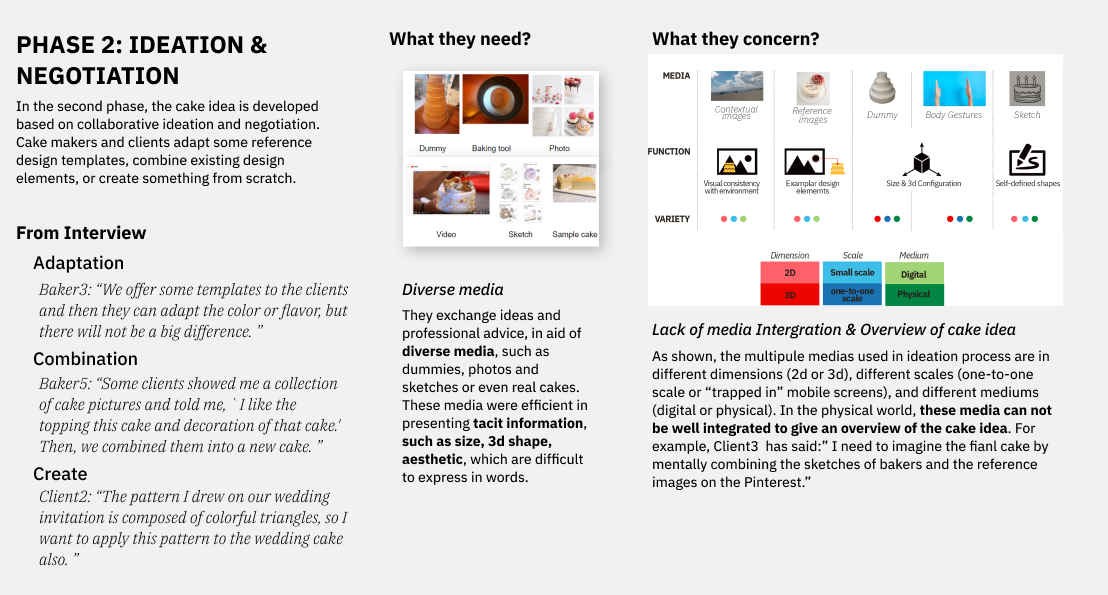 PHASE 2: IDEATION &
NEGOTIATION
In the second phase, the cake idea is developed
based on collaborative ideation and negotiation.
Cake makers and clients adapt some reference
design templates, combine existing design
elements, or create something from scratch.
From Interview
Adaptation
Baker3: “We offer some templates to the clients
and then they can adapt the color or flavor, but
there will not be a big difference. ”
Combination
Baker5: “Some clients showed me a collection
of cake pictures and told me, ` I like the
topping this cake and decoration of that cake.'
Then, we combined them into a new cake. ”
Create
Client2: “The pattern I drew on our wedding
invitation is composed of colorful triangles, so I
want to apply this pattern to the wedding cake
also. ”
What they need?
Dummy
Baking tool
Photo
Video
Sketch
Sample cake
Diverse media
They exchange ideas and
professional advice, in aid of
diverse media, such as
dummies, photos and
sketches or even real cakes.
These media were efficient in
presenting tacit information,
such as size, 3d shape,
aesthetic, which are difficult
to express in words.
What they concern?
MEDIA
Contextual
images
Reference
images
Dummy
Body Gestures
Sketch
FUNCTION
Visual consistency
with environment
Examplar design
elememts
Size & 3d Configuration
Self-defined shapes
VARIETY
Dimension
Scale
Medium
2D
Small scale
Digital
3D
one-to-one
scale
Physical
Lack of media Intergration & Overview of cake idea
As shown, the multipule medias used in ideation process are in
different dimensions (2d or 3d), different scales (one-to-one
scale or “trapped in” mobile screens), and different mediums
(digital or physical). In the physical world, these media can not
be well integrated to give an overview of the cake idea. For
example, Client3  has said:” I need to imagine the fianl cake by
mentally combining the sketches of bakers and the reference
images on the Pinterest.”